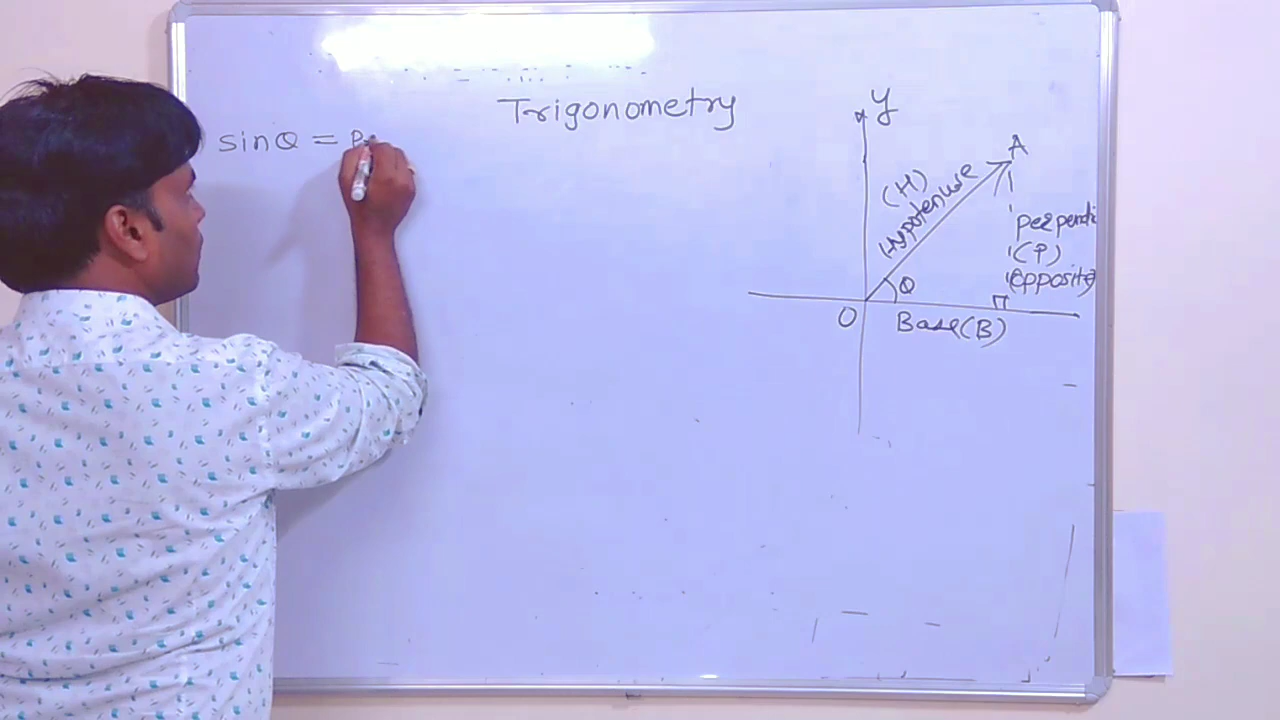 Trigonometry
sinθ = P
y
A
(H)
Hypotenuse
perpendi
(P)
(opposite
θ
O
Base(B)